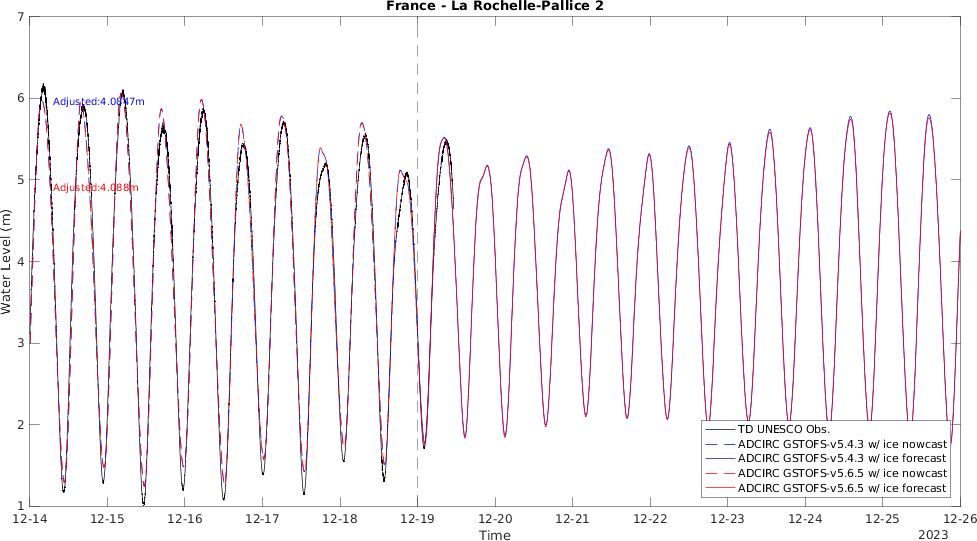 France - La Rochelle-Pallice 2
7
6
5
4
3
2
1
Water Level (m)
Adjusted:4.0847m
Adjusted:4.088m
TD UNESCO Obs.
ADCIRC GSTOFS-v5.4.3 w/ ice nowcast
ADCIRC GSTOFS-v5.4.3 w/ ice forecast
ADCIRC GSTOFS-v5.6.5 w/ ice nowcast
ADCIRC GSTOFS-v5.6.5 w/ ice forecast
12-14 12-15 12-16 12-17 12-18 12-19 12-20 12-21 12-22 12-23 12-24 12-25 12-26
Time
2023